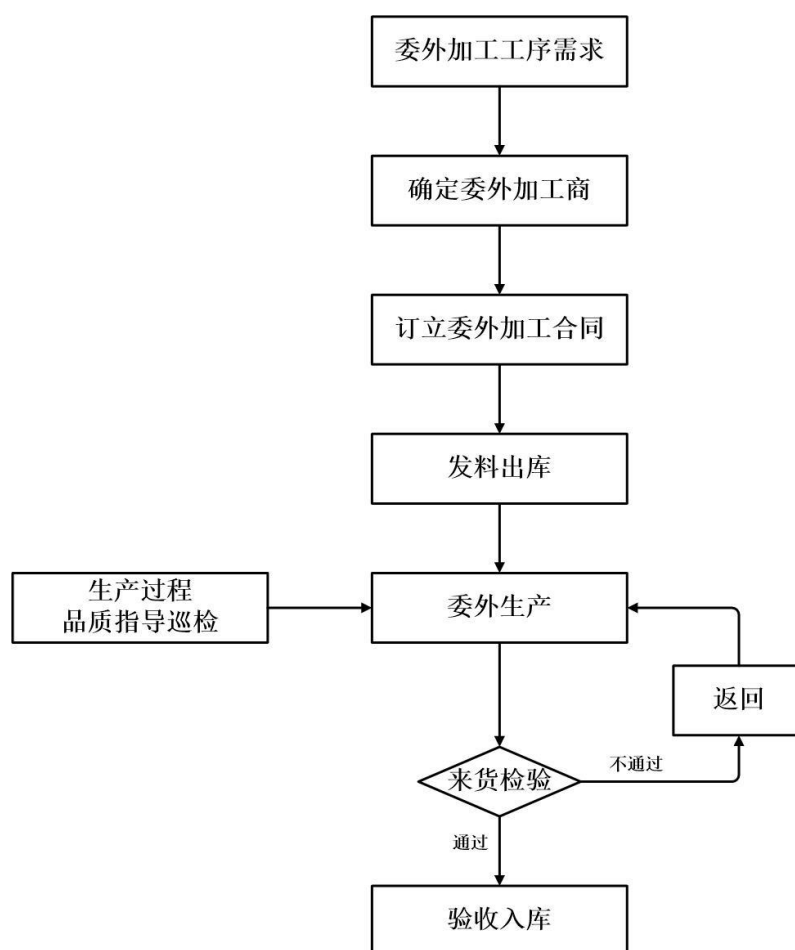 委外加工工序需求
确定委外加工商
订立委外加工合同
发料出库
生产过程
品质指导巡检
委外生产
返回
来货检验
不通过
通过
验收入库